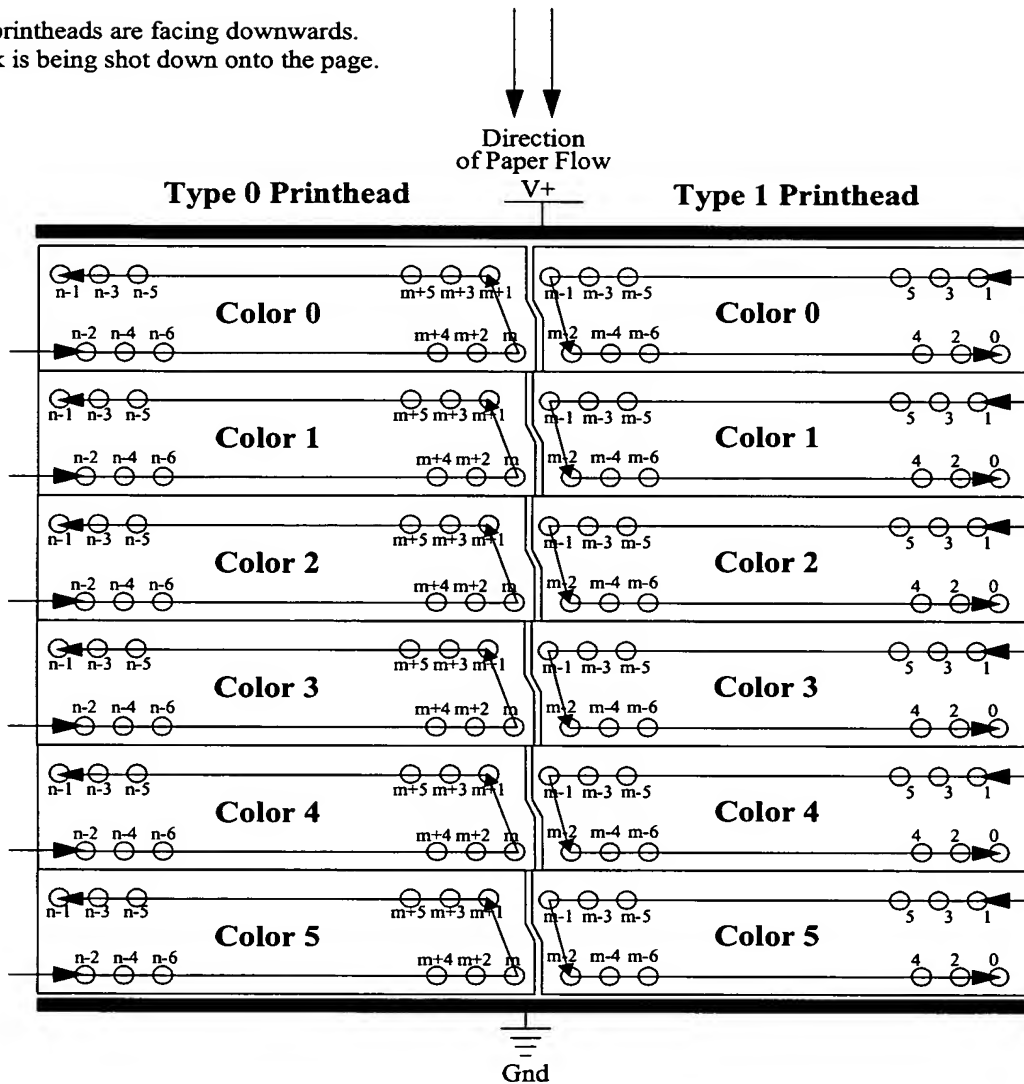 printheads are facing downwards.
is being shot down onto the page.
Direction
of Paper Flow
Type 0 Printhead V+ Type 1 Printhead
n-1 n-3 n-5 m+5 m+3 m+1 m-1 m-3 m-5 5 3 1
Color 0 Color 0
n-2 n-4 n-6 m+4 m+2 m m-2 m-4 m-6 4 2 0
n-1 n-3 n-5 m+5 m+3 m+1 m-1 m-3 m-5 5 3 1
Color 1 Color 1
n-2 n-4 n-6 m+4 m+2 m m-2 m-4 m-6 4 2 0
n-1 n-3 n-5 m+5 m+3 m+1 m-1 m-3 m-5 5 3 1
Color 2 Color 2
n-2 n-4 n-6 m+4 m+2 m m-2 m-4 m-6 4 2 0
n-1 n-3 n-5 m+5 m+3 m+1 m-1 m-3 m-5 5 3 1
Color 3 Color 3
n-2 n-4 n-6 m+4 m+2 m m-2 m-4 m-6 4 2 0
n-1 n-3 n-5 m+5 m+3 m+1 m-1 m-3 m-5 5 3 1
Color 4 Color 4
n-2 n-4 n-6 m+4 m+2 m m-2 m-4 m-6 4 2 0
n-1 n-3 n-5 m+5 m+3 m+1 m-1 m-3 m-5 5 3 1
Color 5 Color 5
n-2 n-4 n-6 m+4 m+2 m m-2 m-4 m-6 4 2 0
Gnd